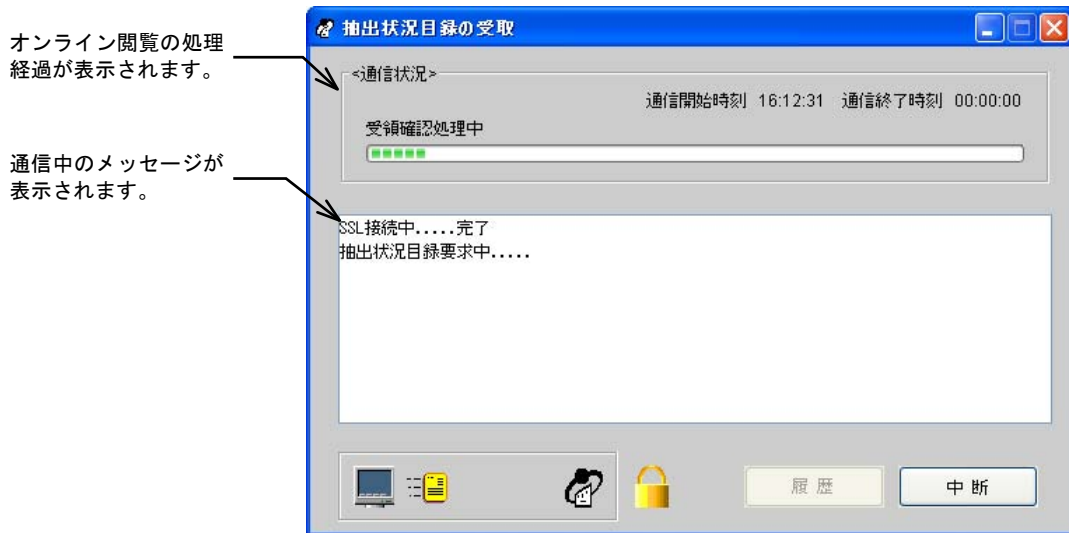 オンライン閲覧の処理
経過が表示されます。
通信中のメッセージが
表示されます。
抽出状況目録の受取
<通信状況>
通信開始時刻 16:12:31 通信終了時刻 00:00:00
受領確認処理中
SSL接続中.....完了
抽出状況目録要求中.....
履歴
中断